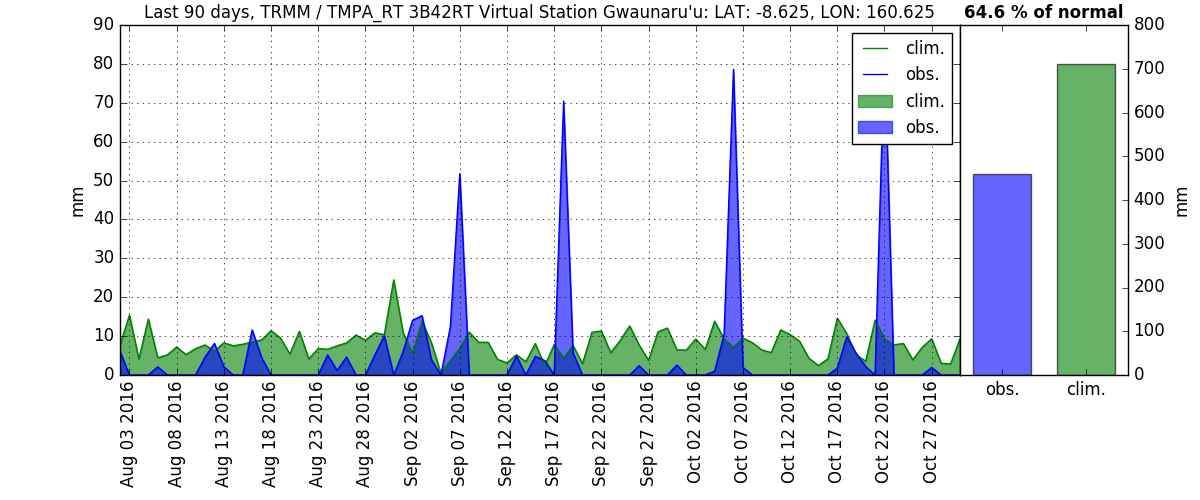 Last 90 days, TRMM / TMPA_RT 3B42RT Virtual Station Gwaunaru'u: LAT: -8.625, LON: 160.625
64.6 % of normal
90
80
70
60
50
40
30
20
10
0
mm
clim.
obs.
clim.
obs.
800
700
600
500
400
300
200
100
0
mm
Aug 03 2016
Aug 08 2016
Aug 13 2016
Aug 18 2016
Aug 23 2016
Aug 28 2016
Sep 02 2016
Sep 07 2016
Sep 12 2016
Sep 17 2016
Sep 22 2016
Sep 27 2016
Oct 02 2016
Oct 07 2016
Oct 12 2016
Oct 17 2016
Oct 22 2016
Oct 27 2016
obs.
clim.